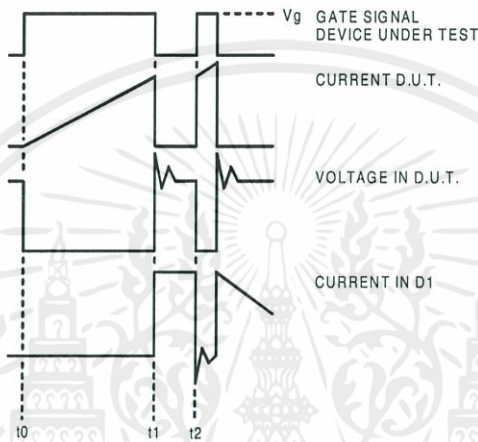 Vg GATE SIGNAL
DEVICE UNDER TEST
CURRENT D.U.T.
VOLTAGE IN D.U.T.
CURRENT IN D1
t0 t1 t2